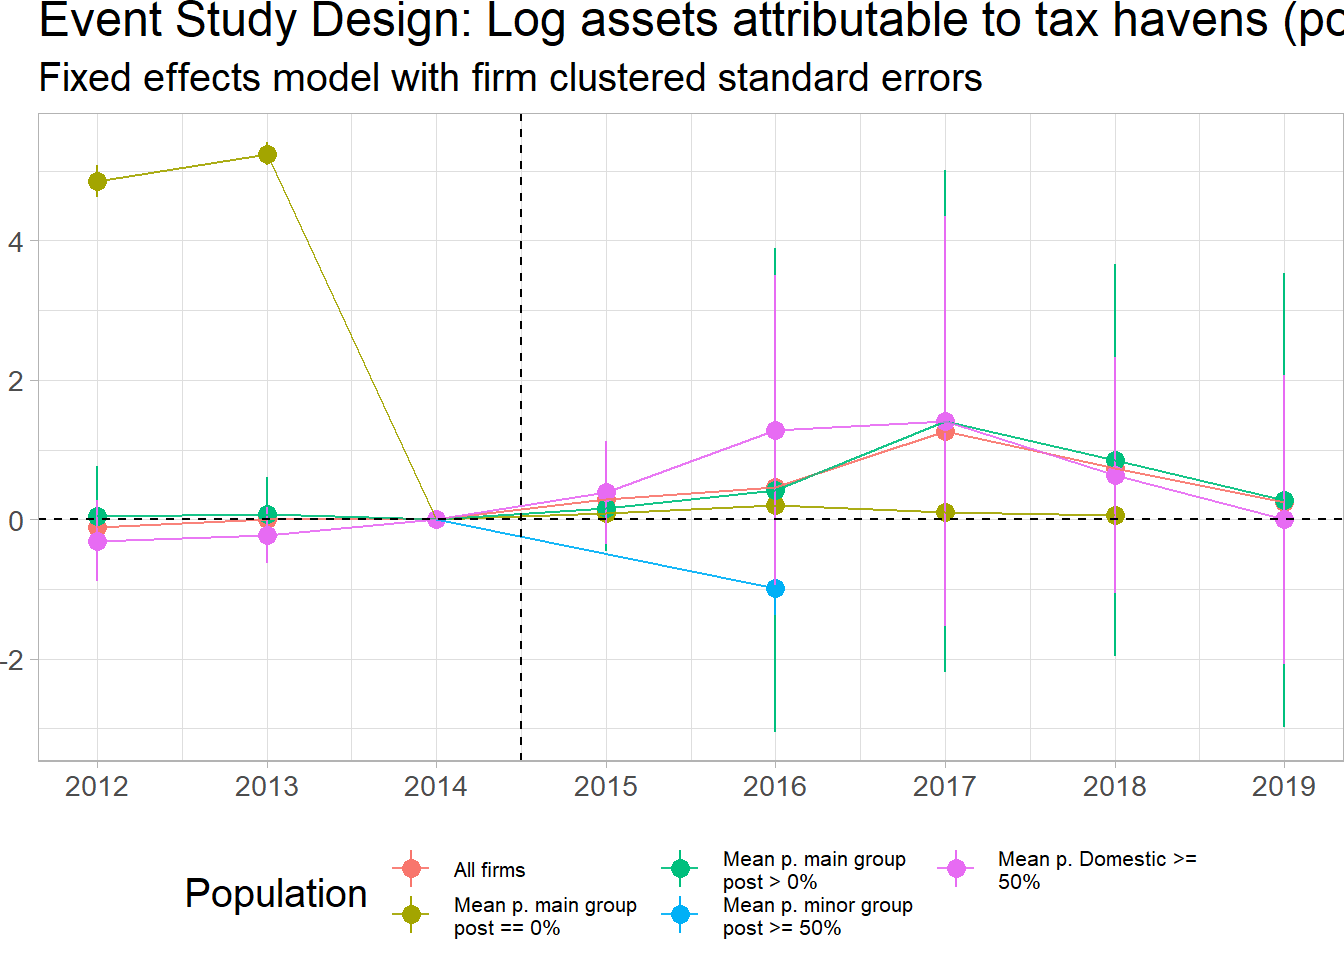 Event Study Design: Log assets attributable to tax havens (po
Fixed effects model with firm clustered standard errors
4
2
0
-2
2012 2013 2014 2015 2016 2017 2018 2019
Population
All firms
Mean p. main group
post == 0%
Mean p. main group
post > 0%
Mean p. minor group
post >= 50%
Mean p. Domestic >=
50%